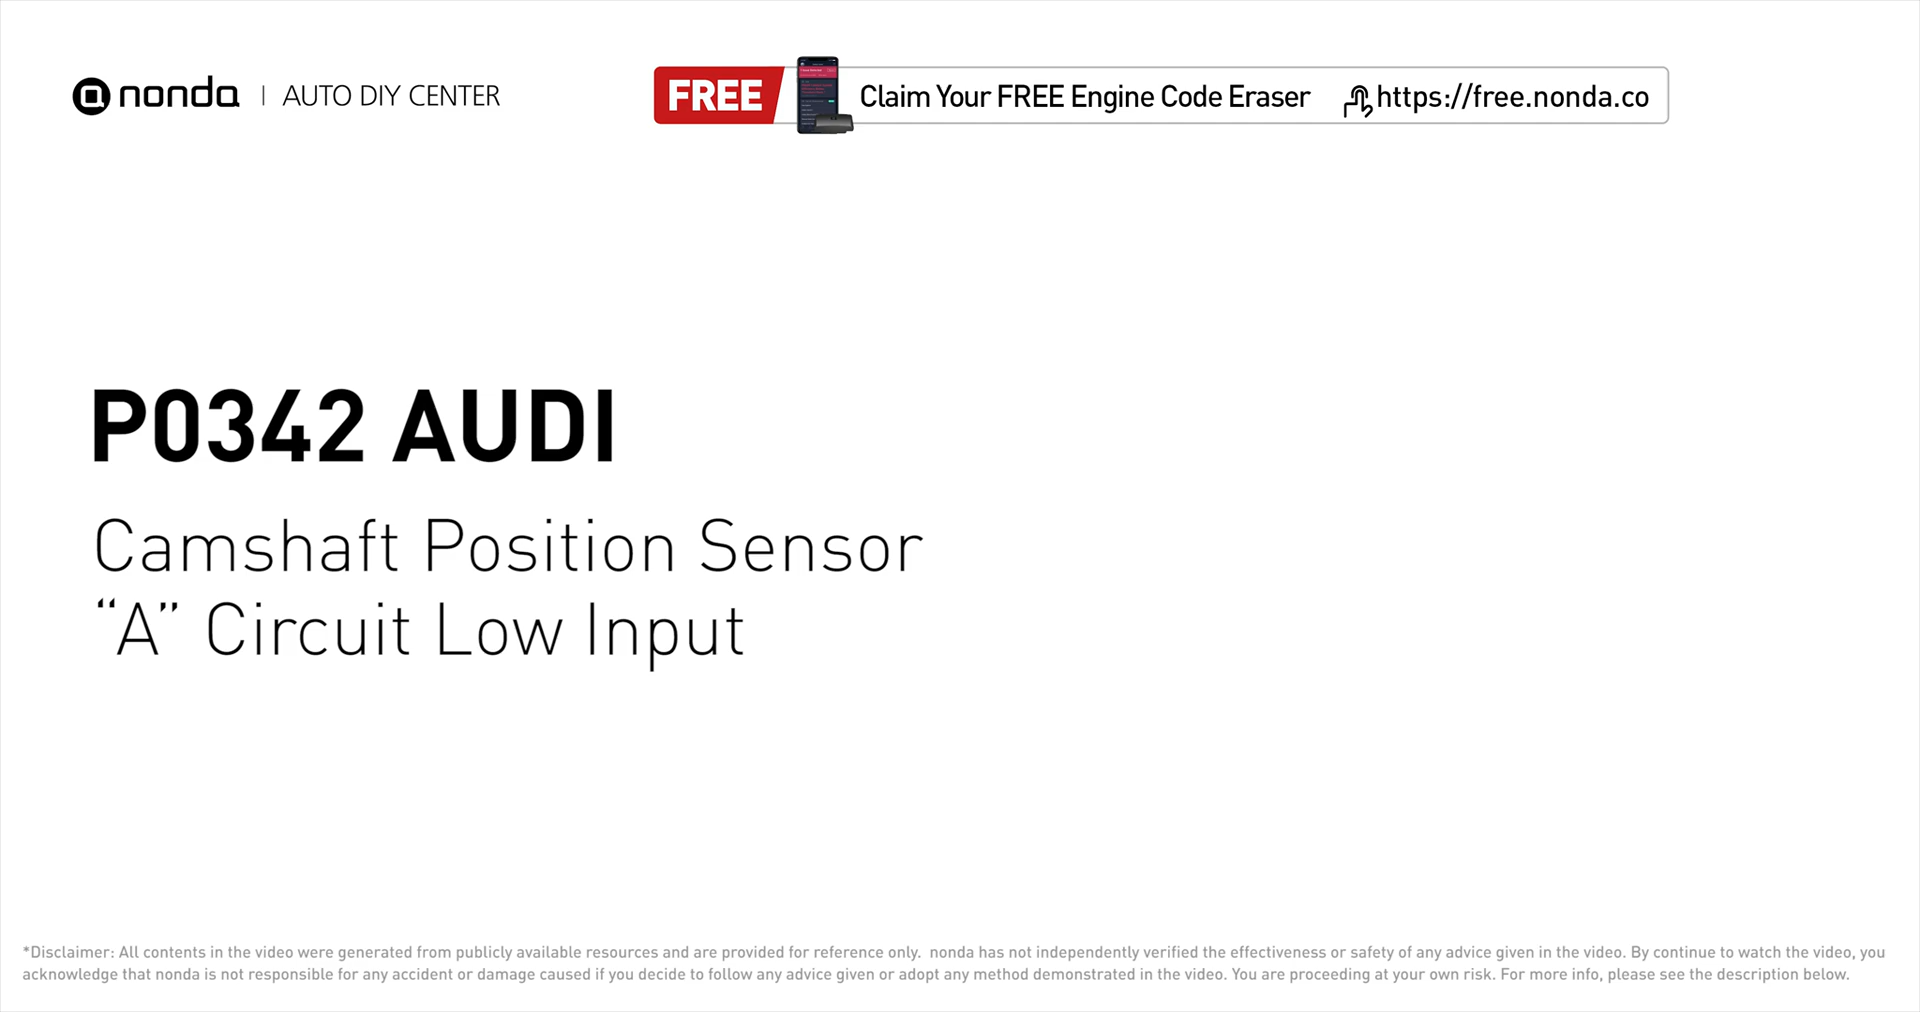 nonda | AUTO DIY CENTER
FREE Claim Your FREE Engine Code Eraser https://free.nonda.co
P0342 AUDI
Camshaft Position Sensor
“A” Circuit Low Input
*Disclaimer: All contents in the video were generated from publicly available resources and are provided for reference only. nonda has not independently verified the effectiveness or safety of any advice given in the video. By continue to watch the video, you
acknowledge that nonda is not responsible for any accident or damage caused if you decide to follow any advice given or adopt any method demonstrated in the video. You are proceeding at your own risk. For more info, please see the description below.